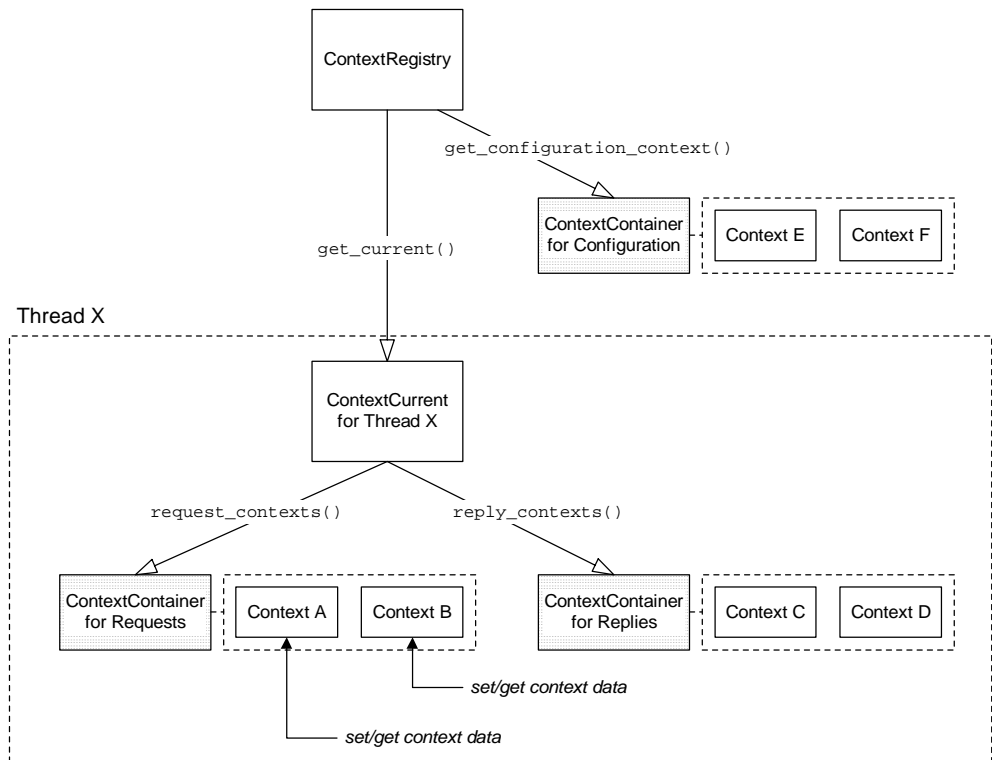 ContextRegistry
get_configuration_context()
ContextContainer
for Configuration
Context E
Context F
get_current()
Thread X
ContextCurrent
for Thread X
request_contexts()
reply_contexts()
ContextContainer
for Requests
Context A
Context B
ContextContainer
for Replies
Context C
Context D
set/get context data
set/get context data